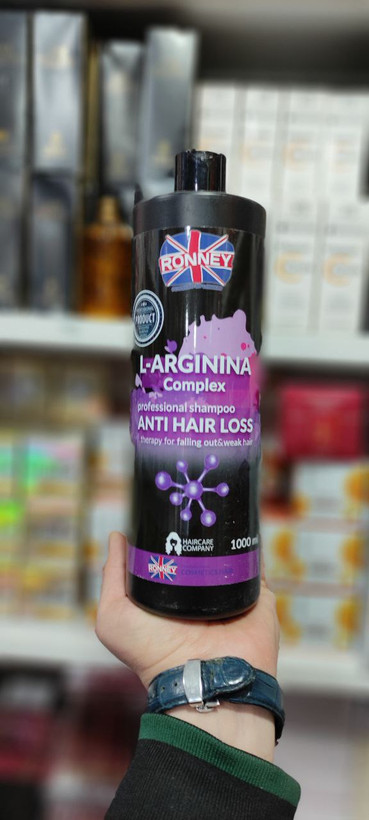 RONNEY
PRODUCT
L-ARGININA
Complex
professional shampoo
ANTI HAIR LOSS
therapy for falling out&weak hair
HAIRCARE
COMPANY
1000 ml
RONNEY